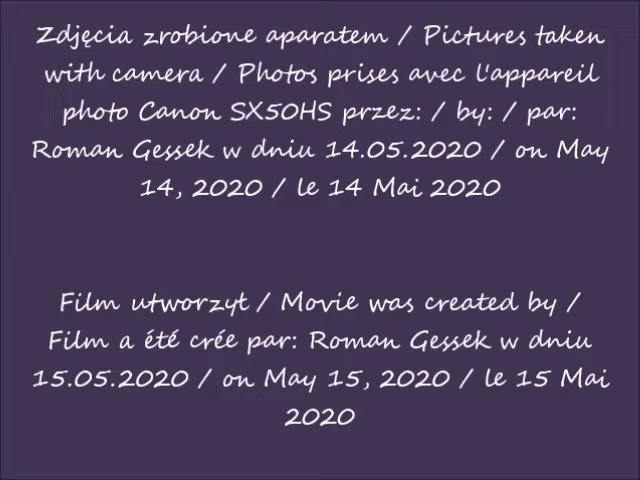 Zdjęcia zrobione aparatem / Pictures taken
with camera / Photos prises avec l'appareil
photo Canon SX50HS przez: / by: / par:
Roman Gessek w dniu 14.05.2020 / on May
14, 2020 / le 14 Mai 2020
Film utworzył / Movie was created by /
Film a été crée par: Roman Gessek w dniu
15.05.2020 / on May 15, 2020 / le 15 Mai
2020